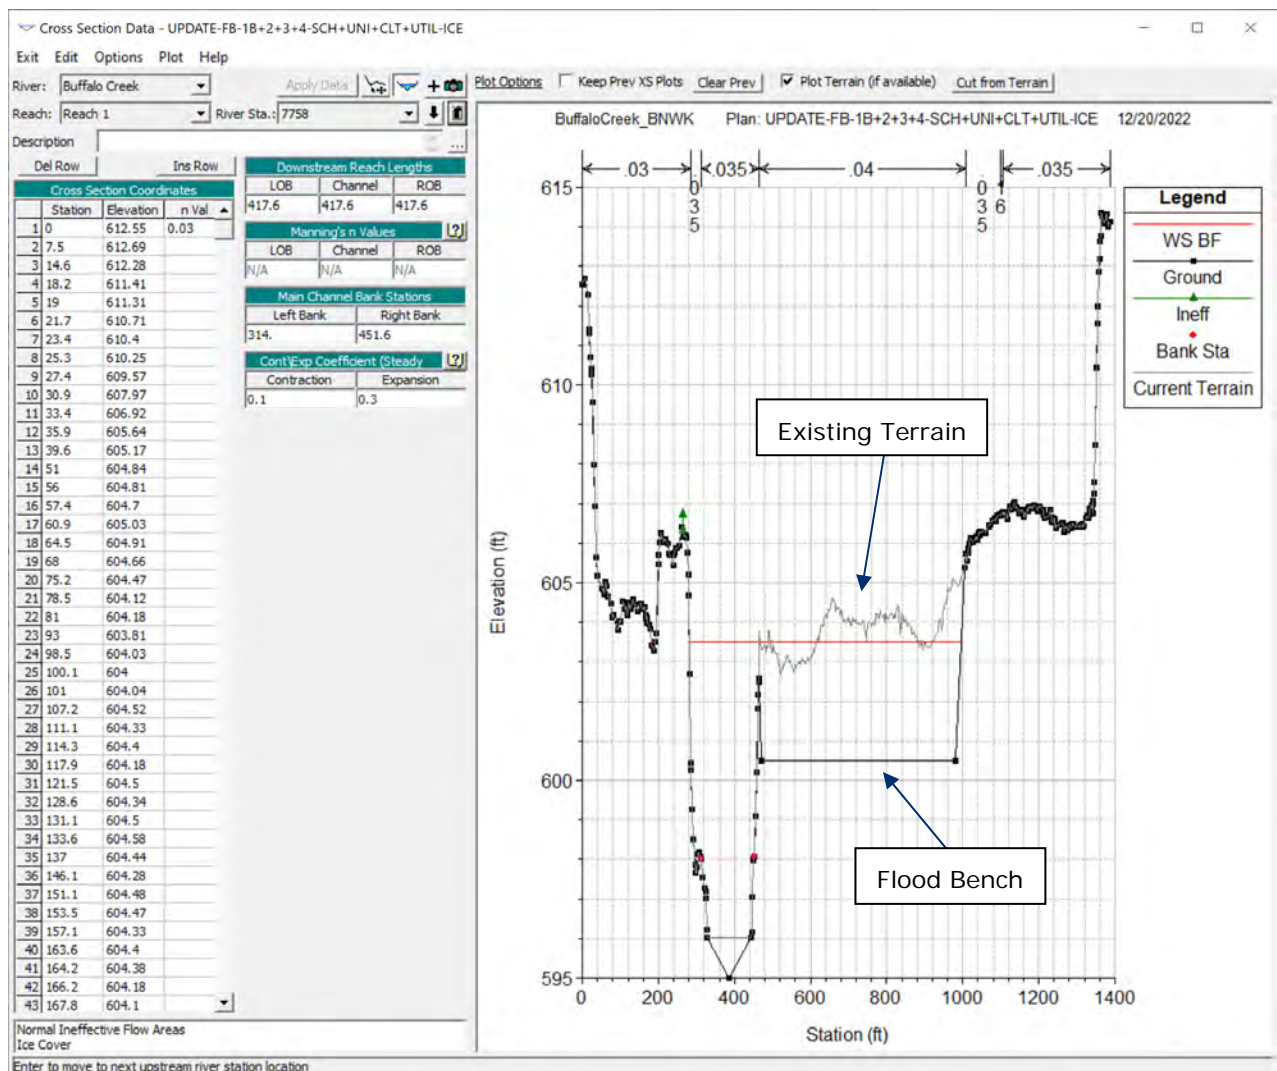 Cross Section Data - UPDATE-FB-1B+2+3+4-SCH+UNI+CLT+UTIL-ICE
Exit Edit Options Plot Help
River: Buffalo Creek Apply Data
Reach: Reach 1 River Sta.: 7758
Description ...
Del Row Ins Row
Cross Section Coordinates
Station Elevation n Val
1 0 612.55 0.03
2 7.5 612.69
3 14.6 612.28
4 18.2 611.41
5 19 611.31
6 21.7 610.71
7 23.4 610.4
8 25.3 610.25
9 27.4 609.57
10 30.9 607.97
11 33.4 606.92
12 35.9 605.64
13 39.6 605.17
14 51 604.84
15 56 604.81
16 57.4 604.7
17 60.9 605.03
18 64.5 604.91
19 68 604.66
20 75.2 604.47
21 78.5 604.12
22 81 604.18
23 93 603.81
24 98.5 604.03
25 100.1 604
26 101 604.04
27 107.2 604.52
28 111.1 604.33
29 114.3 604.4
30 117.9 604.18
31 121.5 604.5
32 128.6 604.34
33 131.1 604.5
34 133.6 604.58
35 137 604.44
36 146.1 604.28
37 151.1 604.48
38 153.5 604.47
39 157.1 604.33
40 163.6 604.4
41 164.2 604.38
42 166.2 604.18
43 167.8 604.1
Downstream Reach Lengths
LOB Channel ROB
417.6 417.6 417.6
Manning's n Values ?
LOB Channel ROB
N/A N/A N/A
Main Channel Bank Stations
Left Bank Right Bank
314. 451.6
Cont\Exp Coefficient (Steady ?
Contraction Expansion
0.1 0.3
Normal Ineffective Flow Areas
Ice Cover
Enter to move to next upstream river station location
Plot Options Keep Prev XS Plots Clear Prev Plot Terrain (if available) Cut from Terrain
BuffaloCreek_BNWK Plan: UPDATE-FB-1B+2+3+4-SCH+UNI+CLT+UTIL-ICE 12/20/2022
.03 .035 .035 .04 .035 .036 .035
615
610
605
600
595
Elevation (ft)
0 200 400 600 800 1000 1200 1400
Station (ft)
Existing Terrain
Flood Bench
Legend
WS BF
Ground
Ineff
Bank Sta
Current Terrain